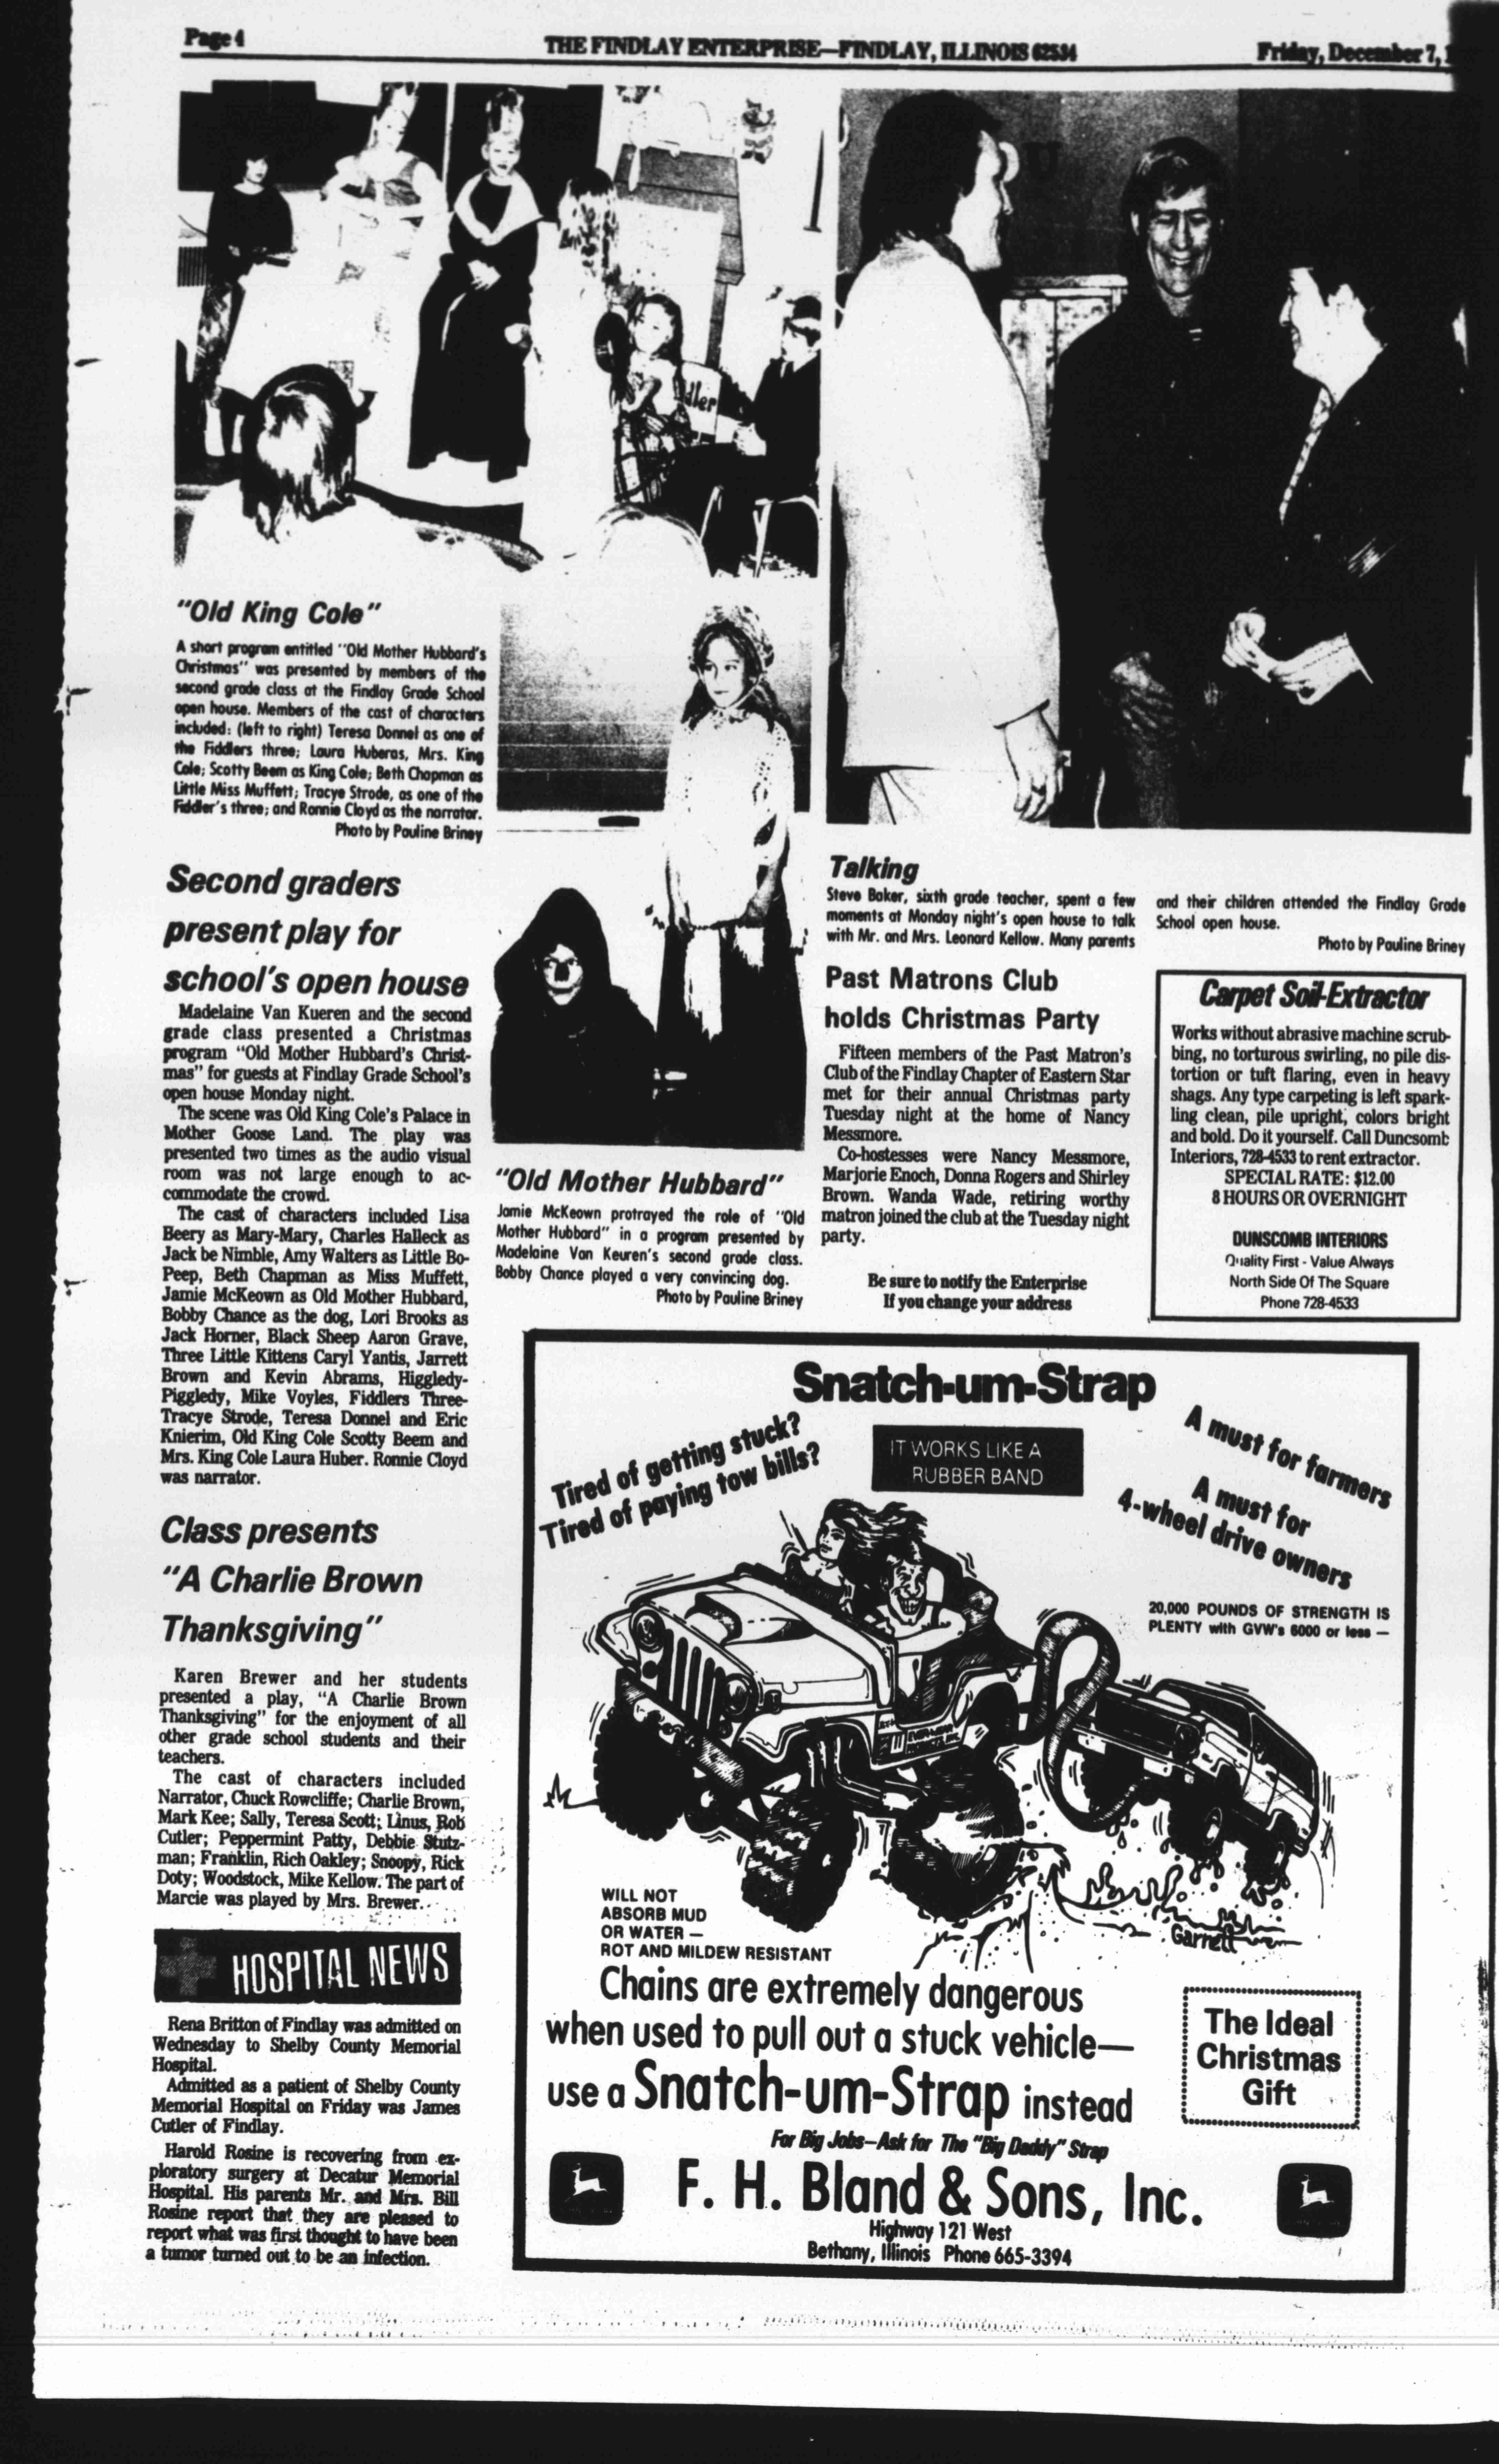 Page 4
THE FINDLAY ENTERPRISE—FINDLAY, ILLINOIS 62534
Friday, December 7,
dler
"Old King Cole"
A short program entitled "Old Mother Hubbard's
Christmas" was presented by members of the
second grade class at the Findlay Grade School
open house. Members of the cast of characters
included: (left to right) Teresa Donnel as one of
the Fiddlers three; Laura Huberas, Mrs. King
Cole; Scotty Beem as King Cole; Beth Chapman as
Little Miss Muffett; Tracye Strode, as one of the
Fiddler's three; and Ronnie Cloyd as the narrator.
Photo by Pauline Briney
Second graders
present play for
school's open house
Madelaine Van Kueren and the second
grade class presented a Christmas
program "Old Mother Hubbard's Christ-
mas" for guests at Findlay Grade School's
open house Monday night.
The scene was Old King Cole's Palace in
Mother Goose Land. The play was
presented two times as the audio visual
room was not large enough to ac-
commodate the crowd.
The cast of characters included Lisa
Beery as Mary-Mary, Charles Halleck as
Jack be Nimble, Amy Walters as Little Bo-
Peep, Beth Chapman as Miss Muffett,
Jamie McKeown as Old Mother Hubbard,
Bobby Chance as the dog, Lori Brooks as
Jack Horner, Black Sheep Aaron Grave,
Three Little Kittens Caryl Yantis, Jarrett
Brown and Kevin Abrams, Higgledy-
Piggledy, Mike Voyles, Fiddlers Three-
Tracye Strode, Teresa Donnel and Eric
Knierim, Old King Cole Scotty Beem and
Mrs. King Cole Laura Huber. Ronnie Cloyd
was narrator.
Class presents
"A Charlie Brown
Thanksgiving"
Karen Brewer and her students
presented a play, "A Charlie Brown
Thanksgiving" for the enjoyment of all
other grade school students and their
teachers.
The cast of characters included
Narrator, Chuck Rowcliffe; Charlie Brown,
Mark Kee; Sally, Teresa Scott; Linus, Rob
Cutler; Peppermint Patty, Debbie Stutz-
man; Franklin, Rich Oakley; Snoopy, Rick
Doty; Woodstock, Mike Kellow. The part of
Marcie was played by Mrs. Brewer.
HOSPITAL NEWS
Rena Britton of Findlay was admitted on
Wednesday to Shelby County Memorial
Hospital.
Admitted as a patient of Shelby County
Memorial Hospital on Friday was James
Cutler of Findlay.
Harold Rosine is recovering from ex-
ploratory surgery at Decatur Memorial
Hospital. His parents Mr. and Mrs. Bill
Rosine report that they are pleased to
report what was first thought to have been
a tumor turned out to be an infection.
"Old Mother Hubbard"
Jamie McKeown protrayed the role of "Old
Mother Hubbard" in a program presented by
Madelaine Van Keuren's second grade class.
Bobby Chance played a very convincing dog.
Photo by Pauline Briney
Talking
Steve Baker, sixth grade teacher, spent a few
moments at Monday night's open house to talk
with Mr. and Mrs. Leonard Kellow. Many parents
and their children attended the Findlay Grade
School open house.
Photo by Pauline Briney
Past Matrons Club
holds Christmas Party
Fifteen members of the Past Matron's
Club of the Findlay Chapter of Eastern Star
met for their annual Christmas party
Tuesday night at the home of Nancy
Messmore.
Co-hostesses were Nancy Messmore,
Marjorie Enoch, Donna Rogers and Shirley
Brown. Wanda Wade, retiring worthy
matron joined the club at the Tuesday night
party.
Be sure to notify the Enterprise
If you change your address
Carpet Soil-Extractor
Works without abrasive machine scrub-
bing, no torturous swirling, no pile dis-
tortion or tuft flaring, even in heavy
shags. Any type carpeting is left spark-
ling clean, pile upright, colors bright
and bold. Do it yourself. Call Duncsomb
Interiors, 728-4533 to rent extractor.
SPECIAL RATE: $12.00
8 HOURS OR OVERNIGHT
DUNSCOMB INTERIORS
Quality First - Value Always
North Side Of The Square
Phone 728-4533
Snatch-um-Strap
Tired of getting stuck?
Tired of paying tow bills?
IT WORKS LIKE A
RUBBER BAND
A must for farmers
A must for
4-wheel drive owners
20,000 POUNDS OF STRENGTH IS
PLENTY with GVW's 6000 or less —
WILL NOT
ABSORB MUD
OR WATER —
ROT AND MILDEW RESISTANT
Garrett
Chains are extremely dangerous
when used to pull out a stuck vehicle—
use a Snatch-um-Strap instead
The Ideal
Christmas
Gift
For Big Jobs—Ask for The "Big Daddy" Strap
F. H. Bland & Sons, Inc.
Highway 121 West
Bethany, Illinois Phone 665-3394